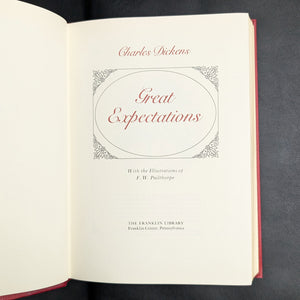 Charles Dickens
Great
Expectations
With the Illustrations of
F. W. Pailthorpe
THE FRANKLIN LIBRARY
Franklin Center, Pennsylvania